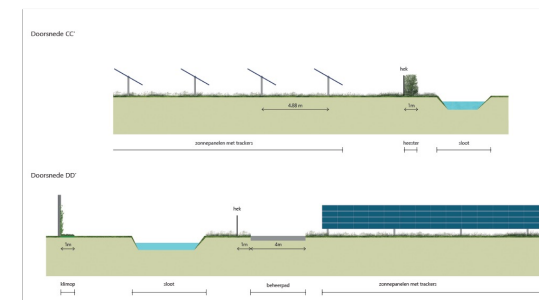 Doorsnede CC'
hek
4.88 m
1m
zonnepanelen met trackers
heester
sloot
Doorsnede DD'
hek
1m
1m
4m
klimop
sloot
beheerpad
zonnepanelen met trackers